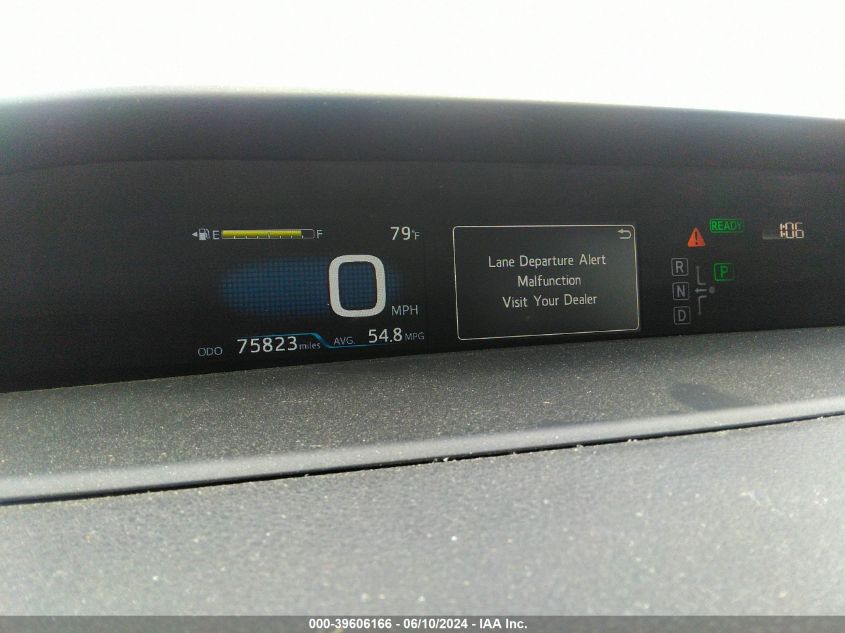 E F 79°F READY :06
0 MPH
Lane Departure Alert
Malfunction
Visit Your Dealer
R P
N
D
ODO 75823 miles AVG. 54.8 MPG
000-39606166 - 06/10/2024 - IAA Inc.